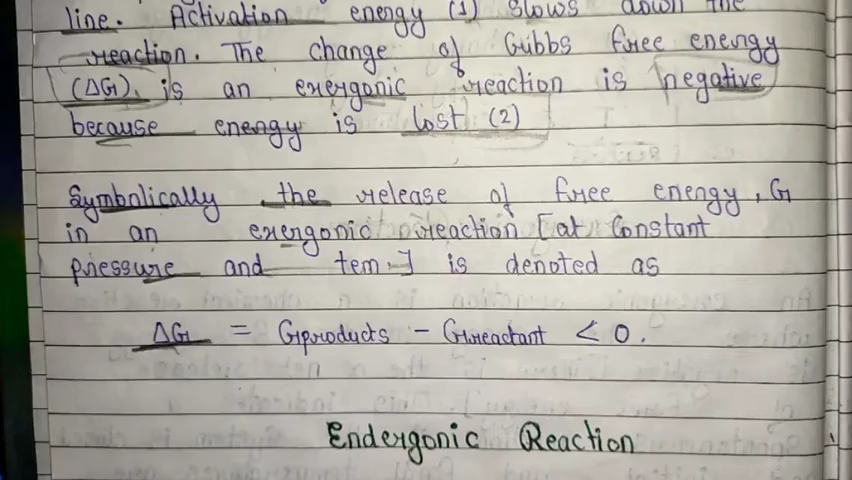 line. Activation energy (1) slows down the
reaction. The change of Gibbs free energy
(ΔG). is an exergonic reaction is negative
because energy is lost (2)
Symbolically the release of free energy, G
in an exergonic reaction [at Constant
pressure and tem.] is denoted as
ΔG = Gproducts - Greactant < 0.
Endergonic Reaction